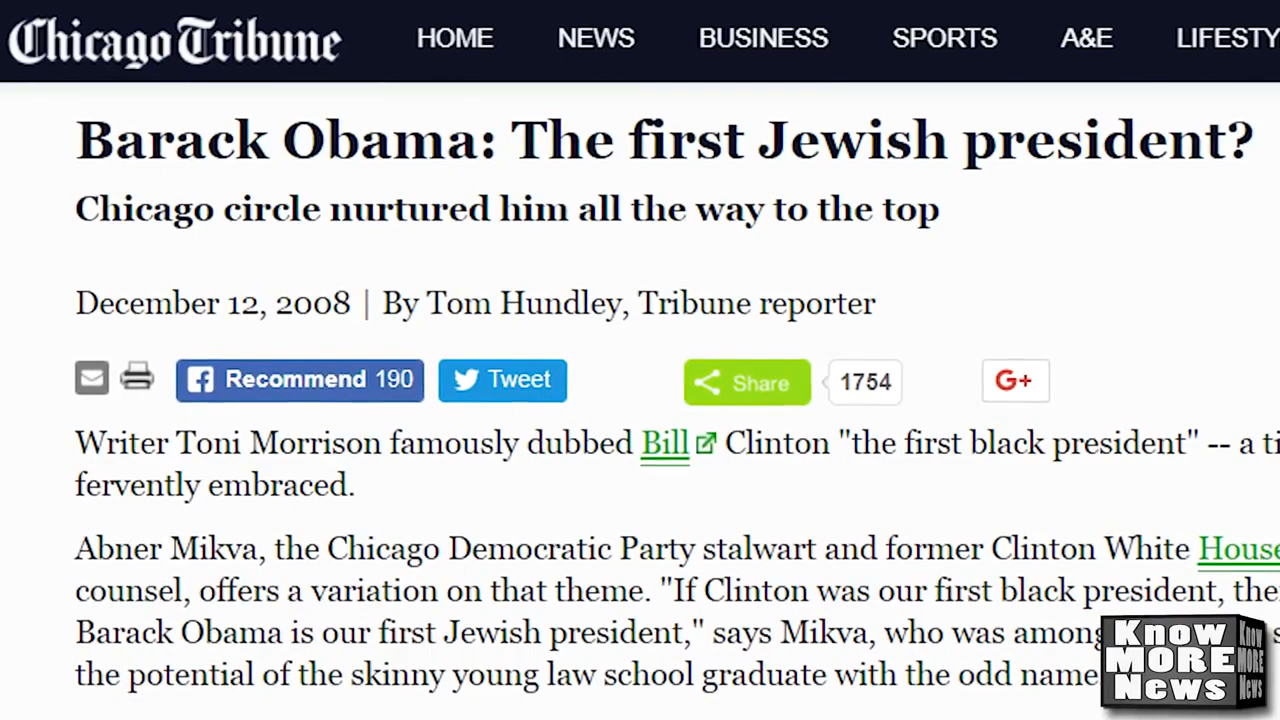 Chicago Tribune HOME NEWS BUSINESS SPORTS A&E LIFESTY
Barack Obama: The first Jewish president?
Chicago circle nurtured him all the way to the top
December 12, 2008 | By Tom Hundley, Tribune reporter
Recommend 190 Tweet Share 1754 G+
Writer Toni Morrison famously dubbed Bill Clinton "the first black president" -- a ti
fervently embraced.
Abner Mikva, the Chicago Democratic Party stalwart and former Clinton White House
counsel, offers a variation on that theme. "If Clinton was our first black president, the
Barack Obama is our first Jewish president," says Mikva, who was among
the potential of the skinny young law school graduate with the odd name
Know
MORE
News